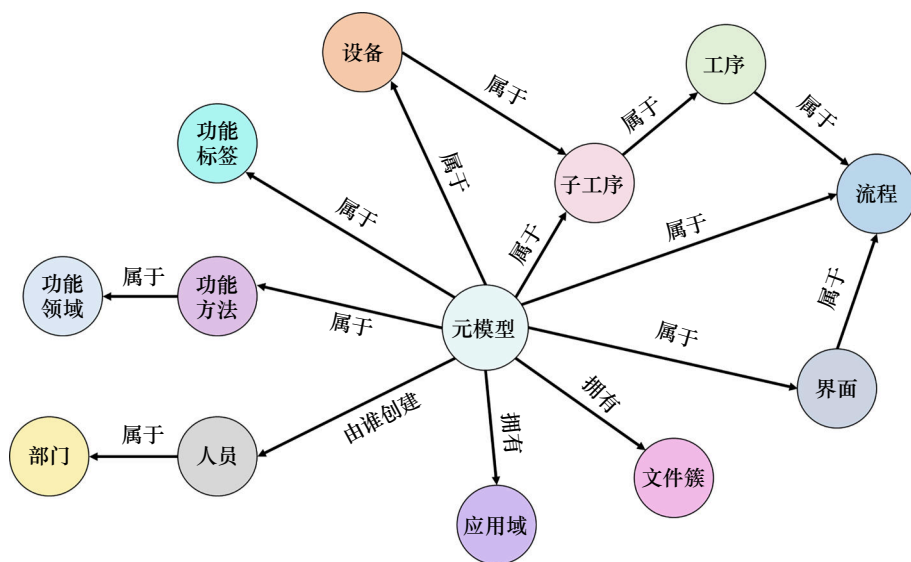 设备
工序
属于
属于
属于
功能
标签
子工序
属于
流程
属于
属于
属于
功能
领域
属于
功能
方法
属于
元模型
属于
属于
界面
由谁创建
拥有
拥有
部门
属于
人员
文件簇
应用域